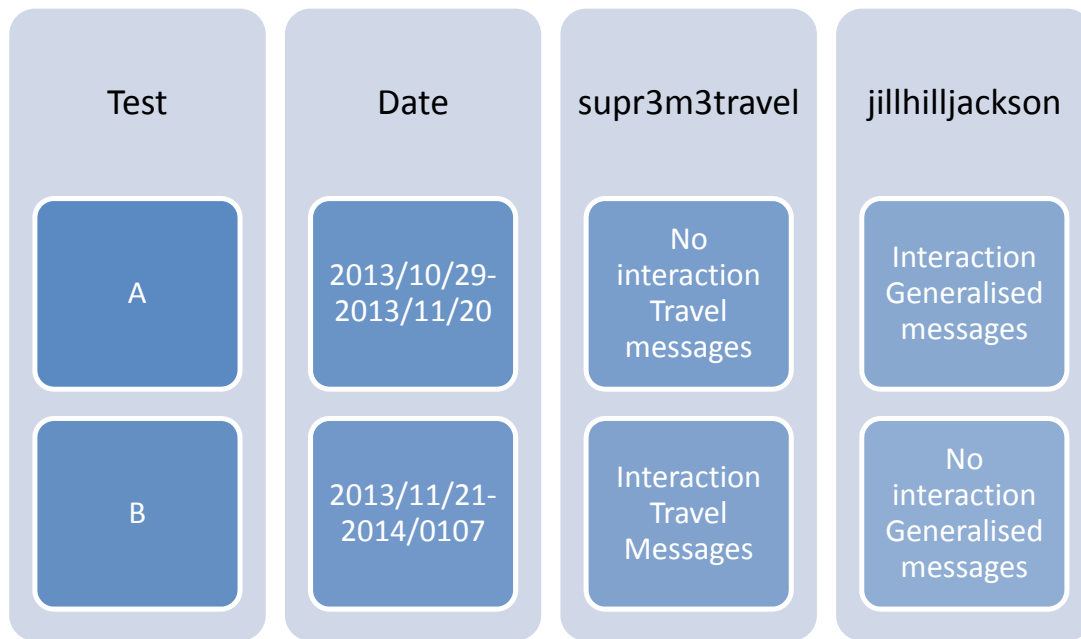 Test
Date
supr3m3travel
jillhilljackson
A
2013/10/29-
2013/11/20
No
interaction
Travel
messages
Interaction
Generalised
messages
B
2013/11/21-
2014/0107
Interaction
Travel
Messages
No
interaction
Generalised
messages